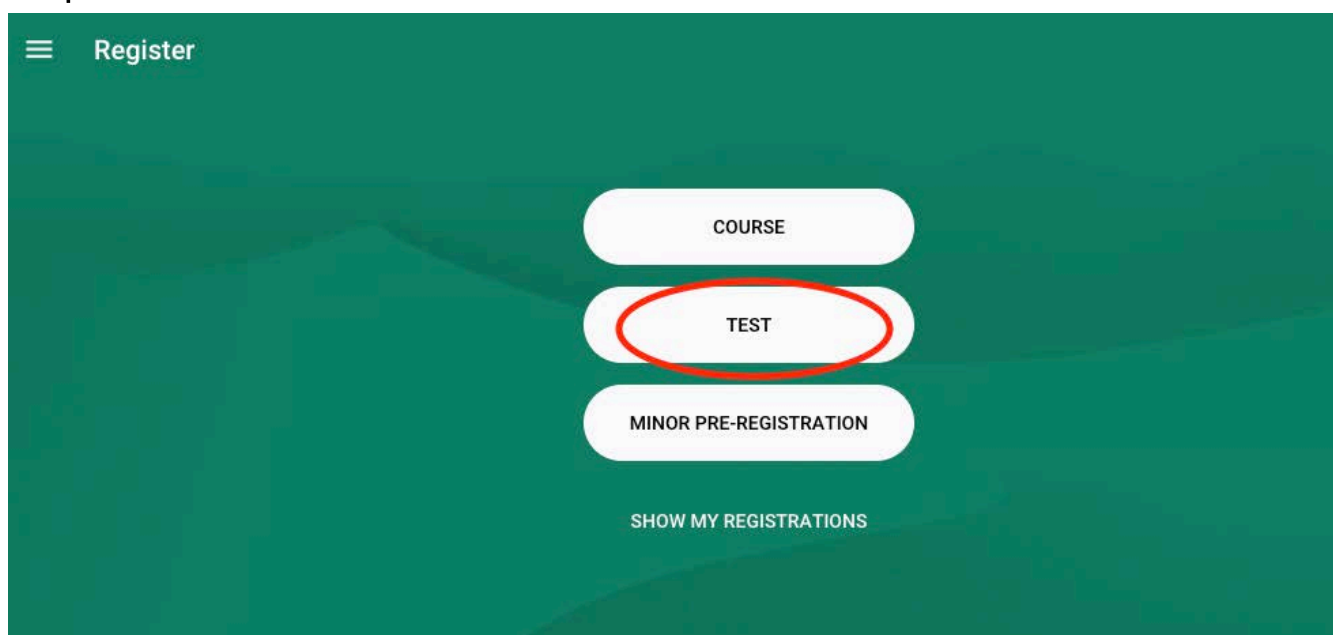 Register
COURSE
TEST
MINOR PRE-REGISTRATION
SHOW MY REGISTRATIONS